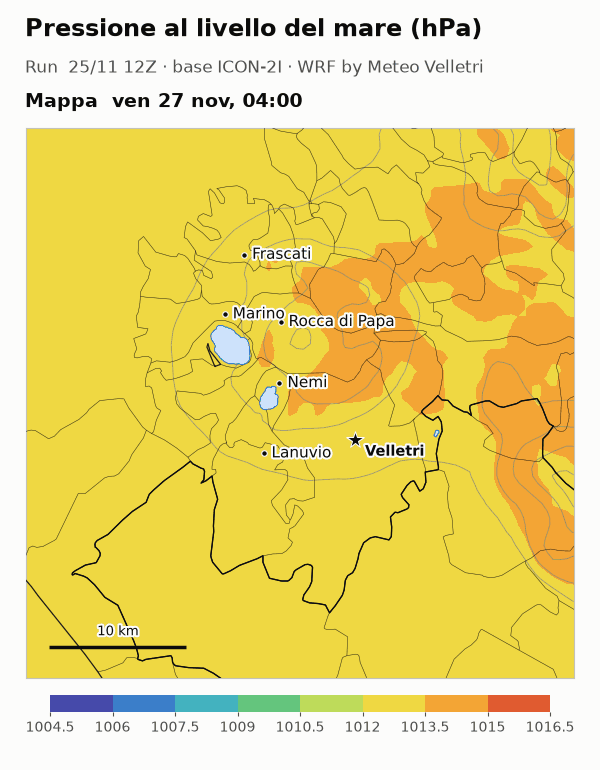 Pressione al livello del mare (hPa)
Run 25/11 12Z · base ICON-2I · WRF by Meteo Velletri
Mappa ven 27 nov, 04:00
Frascati
Marino
Rocca di Papa
Nemi
Velletri
Lanuvio
10 km
1004.5 1006 1007.5 1009 1010.5 1012 1013.5 1015 1016.5